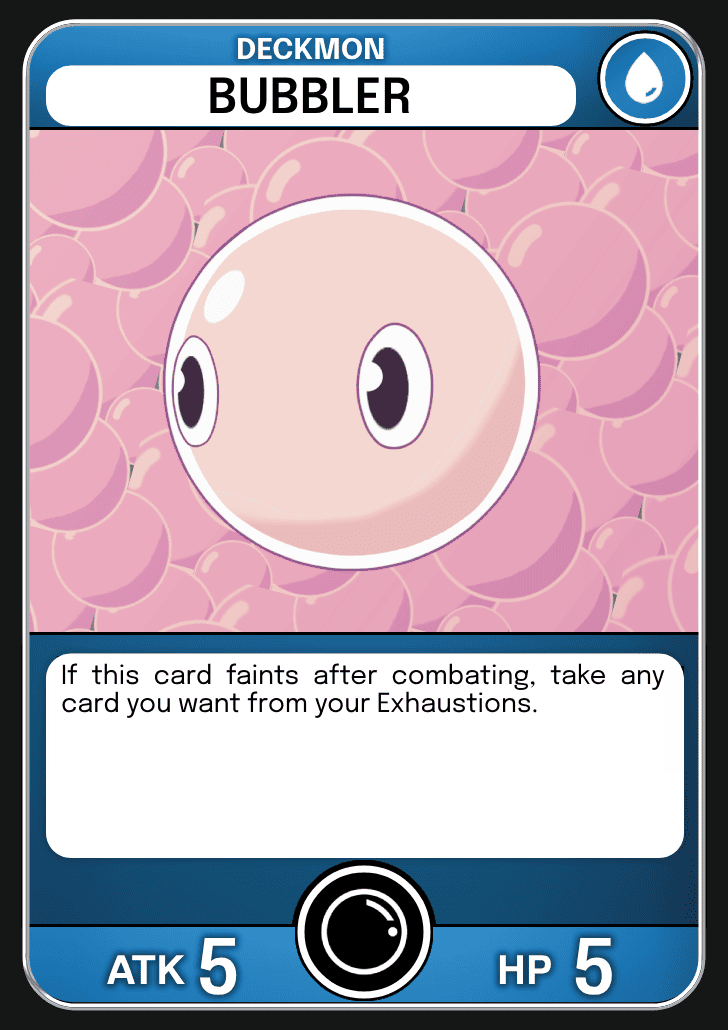 DECKMON
BUBBLER
If this card faints after combating, take any
card you want from your Exhaustions.
ATK 5
HP 5